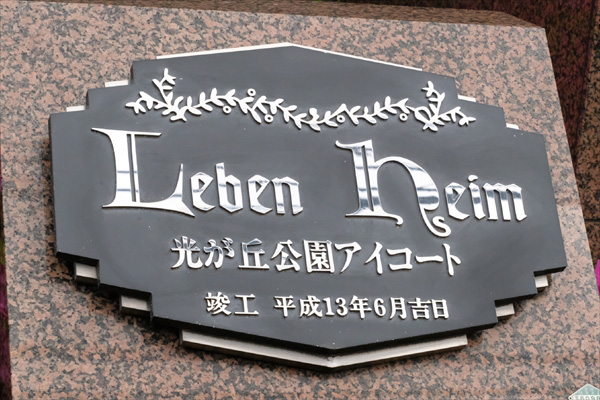 Leben heim
光が丘公園アイコート
竣工 平成13年6月吉日